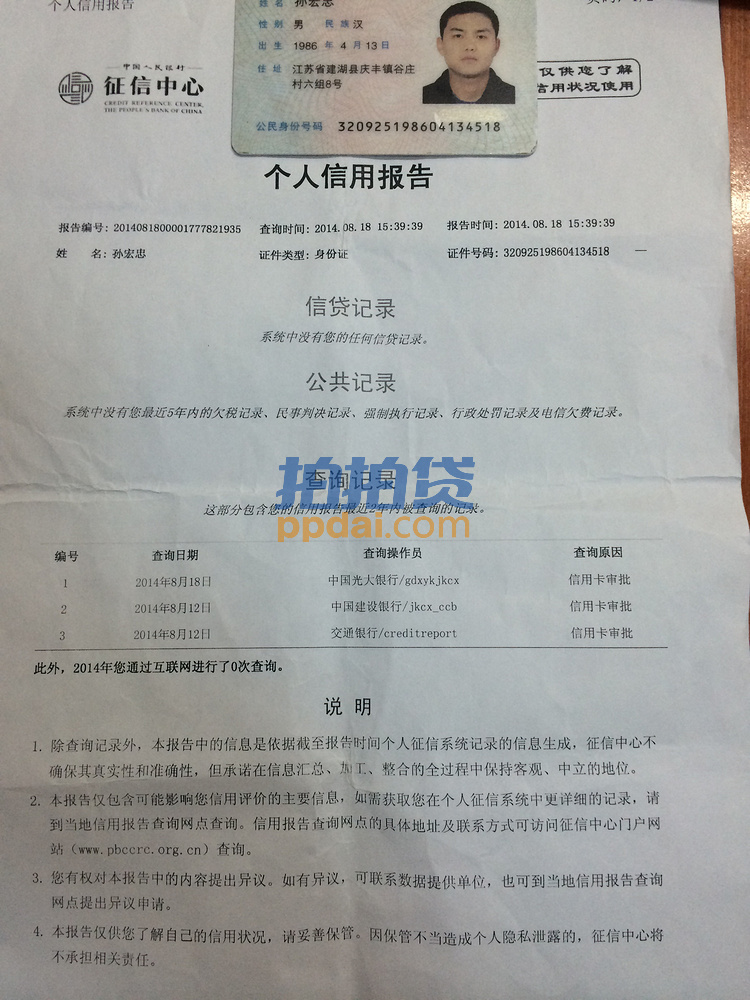 个人信用报告
孙宏忠
性别 男 民族 汉
出生 1986 年 4 月 13 日
住址 江苏省建湖县庆丰镇谷庄
村六组8号
公民身份号码 320925198604134518
中国人民银行
征信中心
CREDIT REFERENCE CENTER,
THE PEOPLE'S BANK OF CHINA
仅供您了解
信用状况使用
个人信用报告
报告编号: 2014081800001777821935 查询时间: 2014.08.18 15:39:39 报告时间: 2014.08.18 15:39:39
姓 名: 孙宏忠 证件类型: 身份证 证件号码: 320925198604134518 —
信贷记录
系统中没有您的任何信贷记录。
公共记录
系统中没有您最近5年内的欠税记录、民事判决记录、强制执行记录、行政处罚记录及电信欠费记录。
查询记录
拍拍贷
这部分包含您的信用报告最近2年内被查询的记录。
ppdai.com
编号 查询日期 查询操作员 查询原因
1 2014年8月18日 中国光大银行/gdxykjkcx 信用卡审批
2 2014年8月12日 中国建设银行/jkcx_ccb 信用卡审批
3 2014年8月12日 交通银行/creditreport 信用卡审批
此外，2014年您通过互联网进行了0次查询。
说 明
1. 除查询记录外，本报告中的信息是依据截至报告时间个人征信系统记录的信息生成，征信中心不
确保其真实性和准确性，但承诺在信息汇总、加工、整合的全过程中保持客观、中立的地位。
2. 本报告仅包含可能影响您信用评价的主要信息，如需获取您在个人征信系统中更详细的记录，请
到当地信用报告查询网点查询。信用报告查询网点的具体地址及联系方式可访问征信中心门户网
站（www.pbccrc.org.cn）查询。
3. 您有权对本报告中的内容提出异议。如有异议，可联系数据提供单位，也可到当地信用报告查询
网点提出异议申请。
4. 本报告仅供您了解自己的信用状况，请妥善保管。因保管不当造成个人隐私泄露的，征信中心将
不承担相关责任。